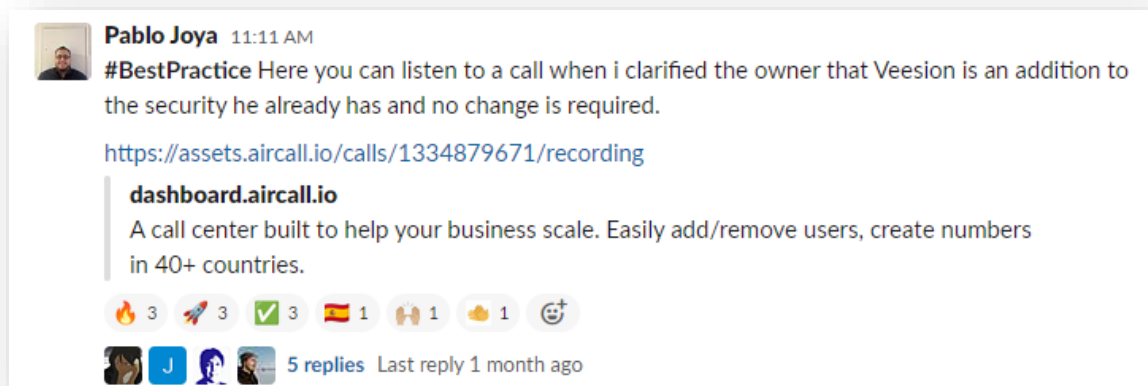 Pablo Joya 11:11 AM
#BestPractice Here you can listen to a call when i clarified the owner that Veesion is an addition to
the security he already has and no change is required.
https://assets.aircall.io/calls/1334879671/recording
dashboard.aircall.io
A call center built to help your business scale. Easily add/remove users, create numbers
in 40+ countries.
🔥 3 🚀 3 ✅ 3 🇪🇸 1 🙌🏼 1 🫴 1
J 5 replies Last reply 1 month ago